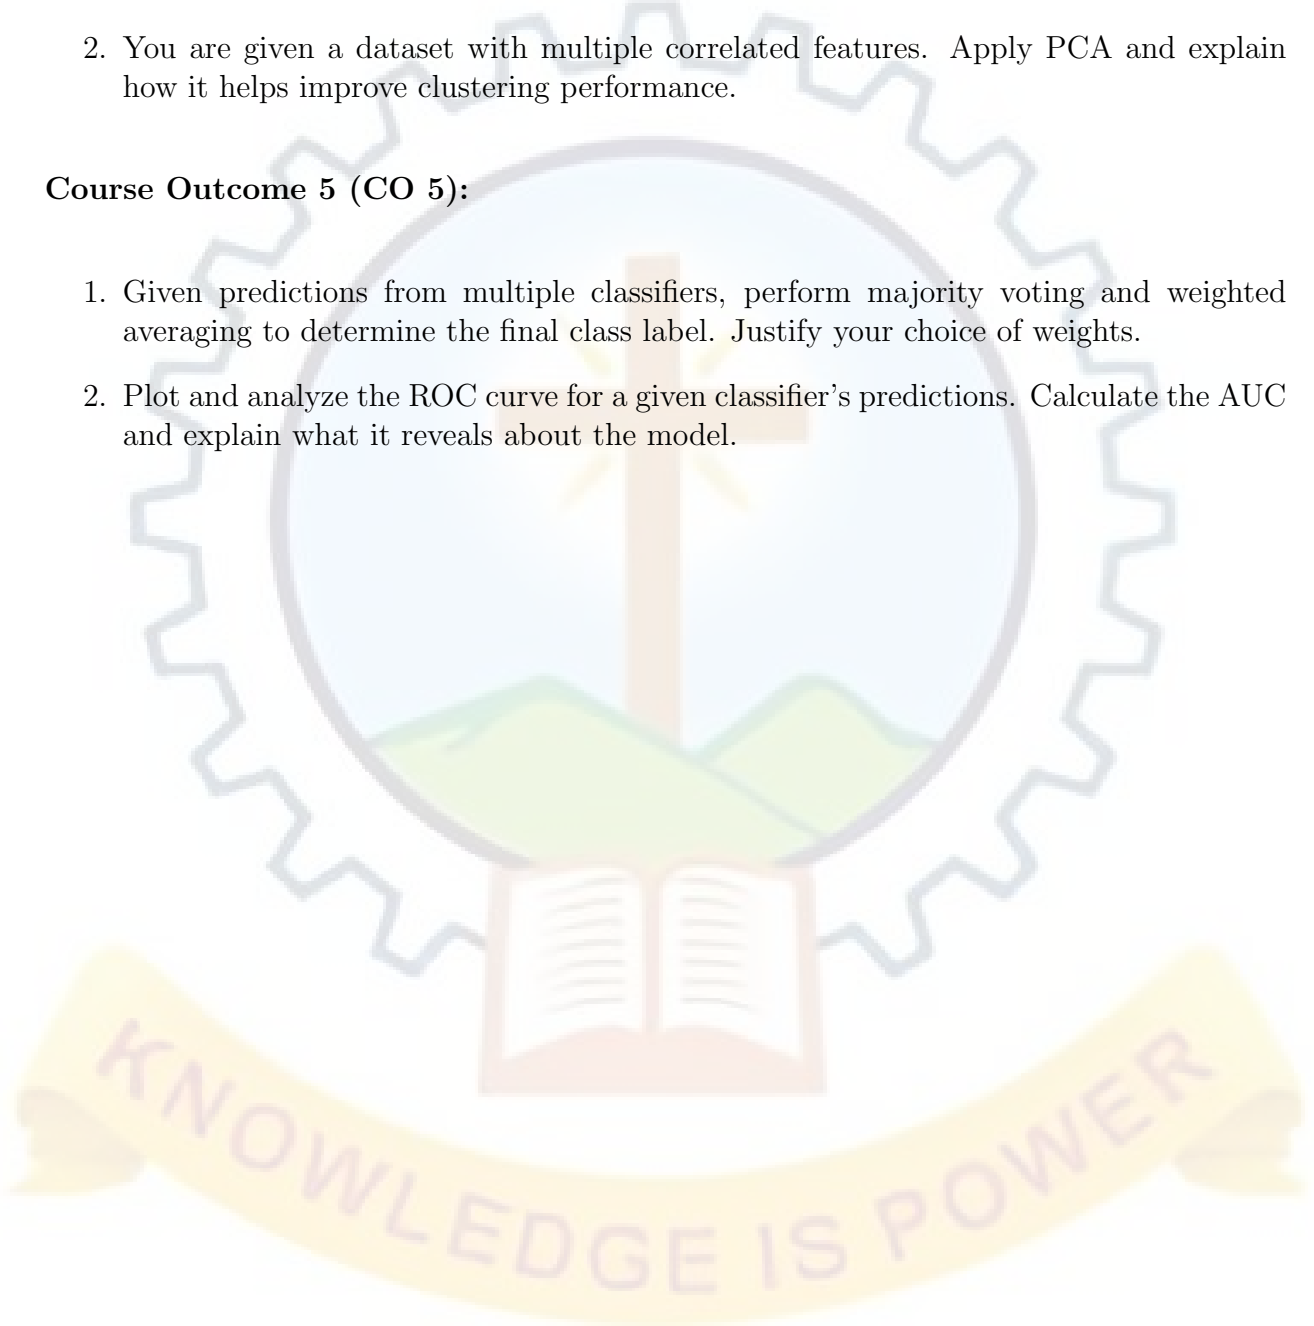 2. You are given a dataset with multiple correlated features. Apply PCA and explain
how it helps improve clustering performance.
Course Outcome 5 (CO 5):
1. Given predictions from multiple classifiers, perform majority voting and weighted
averaging to determine the final class label. Justify your choice of weights.
2. Plot and analyze the ROC curve for a given classifier's predictions. Calculate the AUC
and explain what it reveals about the model.
KNOWLEDGE IS POWER